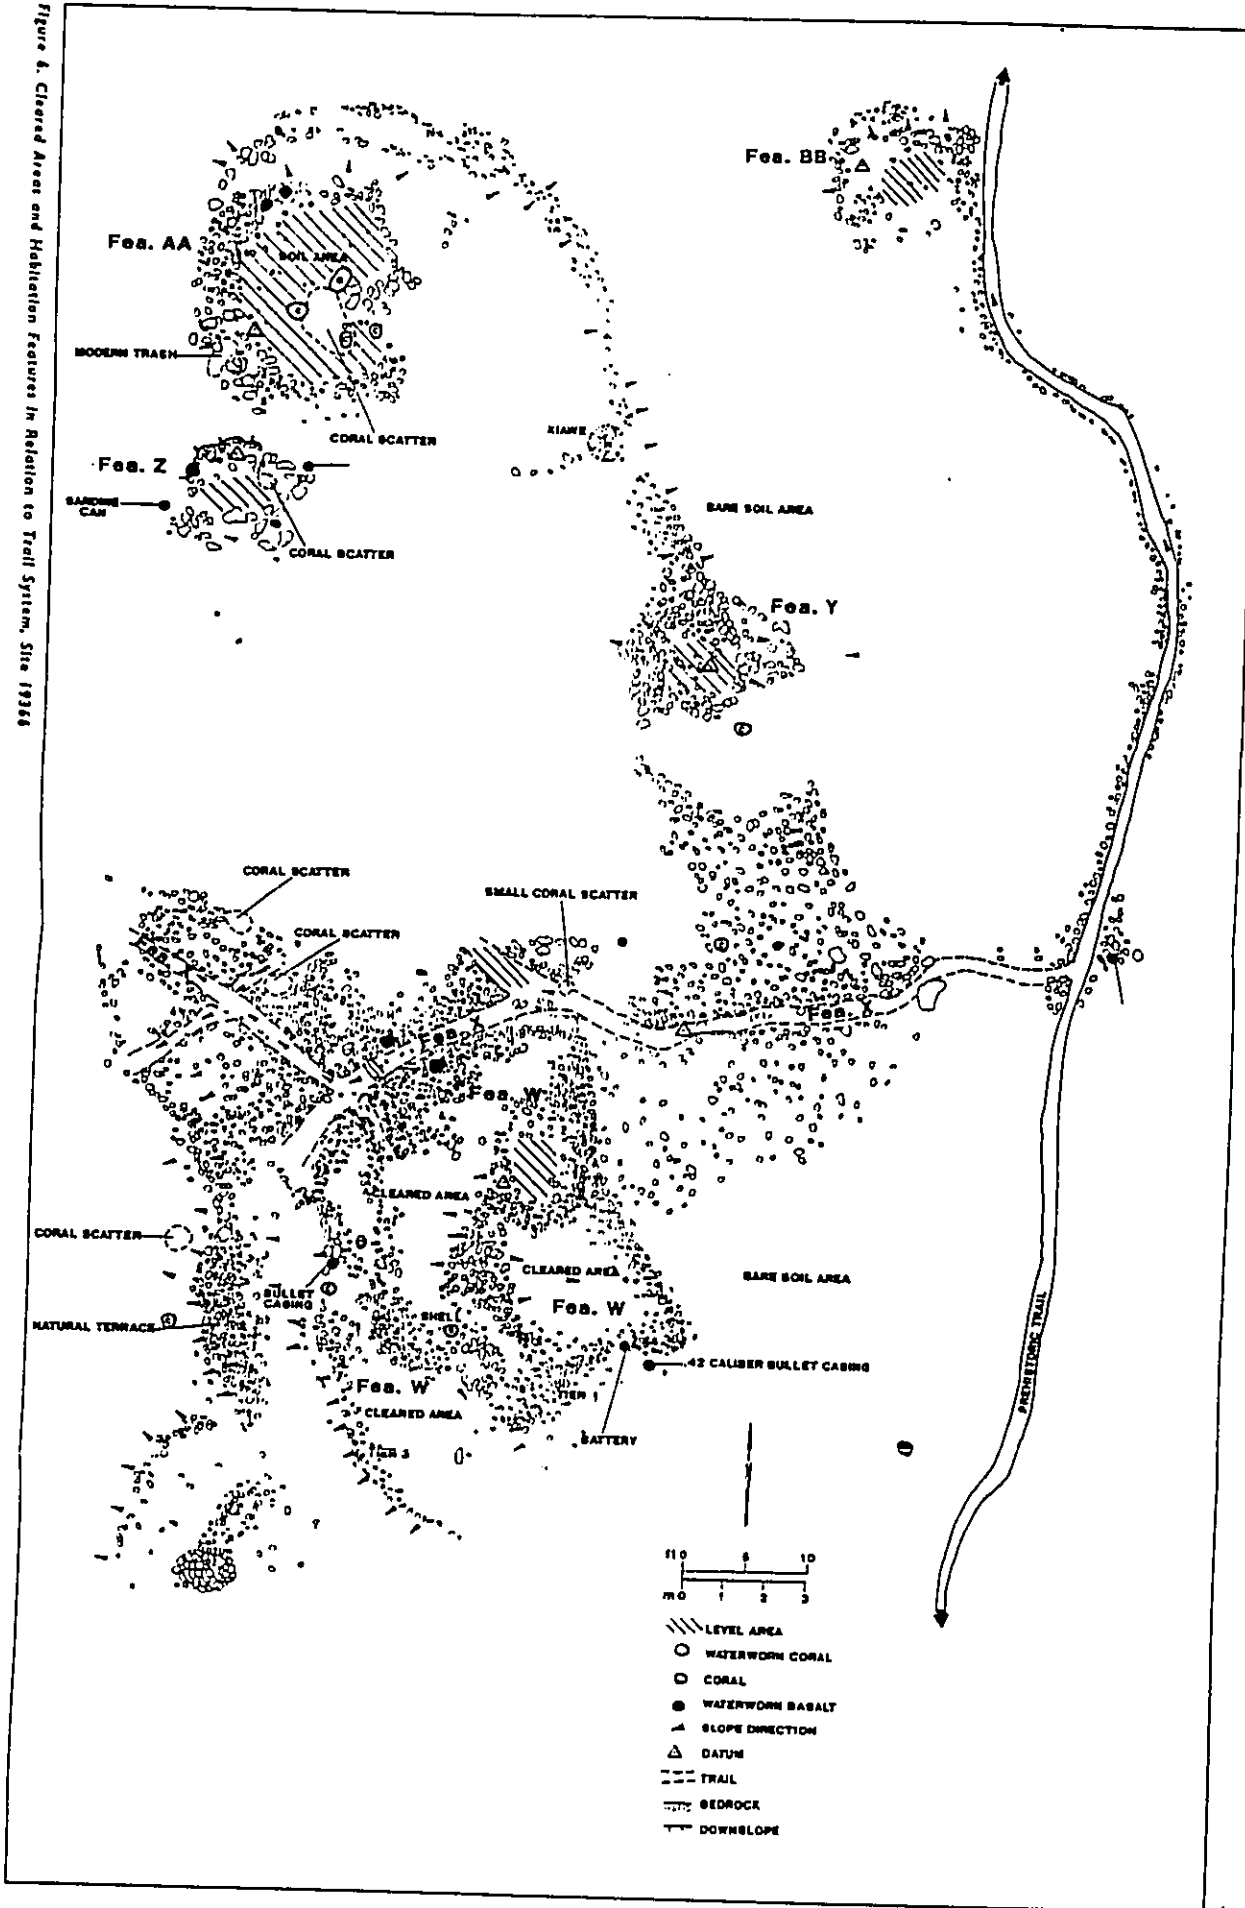 Figure 6. Cleared Areas and Habitation Features in Relation to Trail System, Site 19366
Fea. BB
Fea. AA
SOIL AREA
MODERN TRASH
CORAL SCATTER
KIAWE
Fea. Z
SARDINE
CAN
CORAL SCATTER
BARE SOIL AREA
Fea. Y
CORAL SCATTER
SMALL CORAL SCATTER
CORAL SCATTER
Fea. W
CLEARED AREA
CORAL SCATTER
CLEARED AREA
BARE SOIL AREA
BULLET
CASING
Fea. W
SHELL
NATURAL TERRACE
.42 CALIBER BULLET CASING
Fea. W
TIER 1
CLEARED AREA
BATTERY
TIER 3
PREHISTORIC TRAIL
ft 0 5 10
m 0 1 2 3
LEVEL AREA
WATERWORN CORAL
CORAL
WATERWORN BASALT
SLOPE DIRECTION
DATUM
TRAIL
BEDROCK
DOWNSLOPE